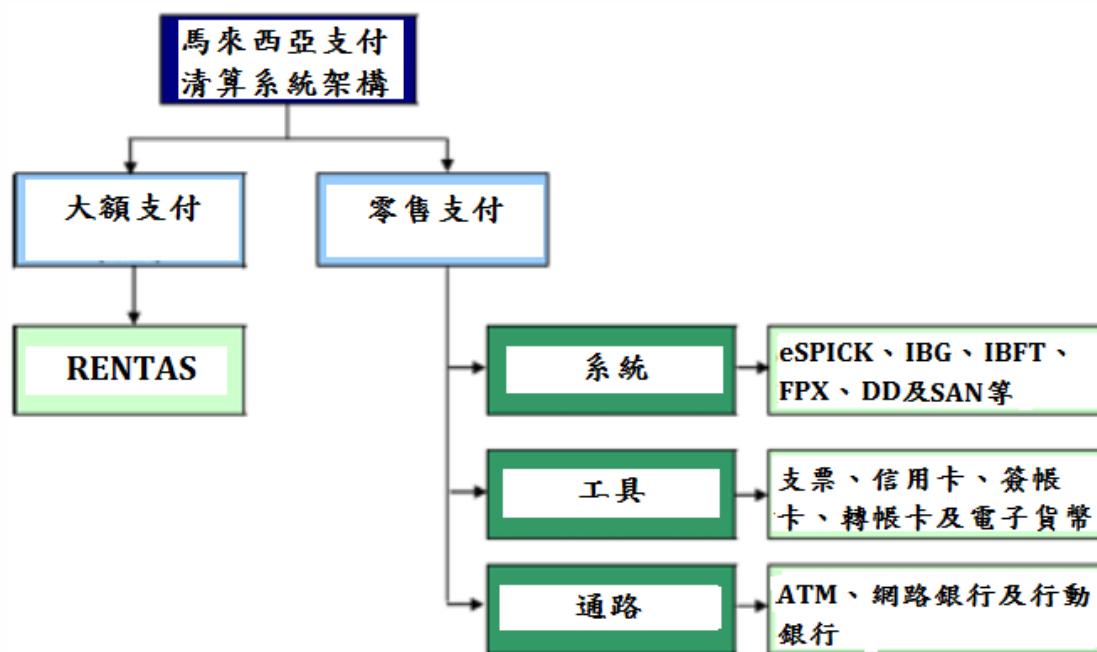 馬來西亞支付
清算系統架構
大額支付
零售支付
RENTAS
系統
eSPICK、IBG、IBFT、
FPX、DD及SAN等
工具
支票、信用卡、簽帳
卡、轉帳卡及電子貨幣
通路
ATM、網路銀行及行動
銀行